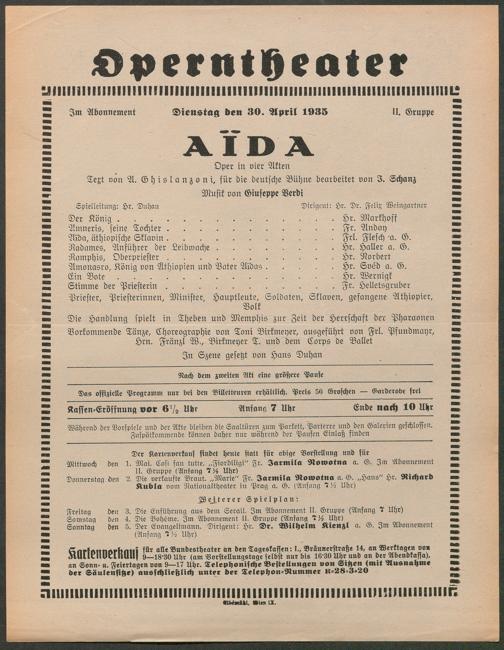 Operntheater
Im Abonnement Dienstag den 30. April 1935 II. Gruppe
AÏDA
Oper in vier Akten
Text von A. Ghislanzoni, für die deutsche Bühne bearbeitet von J. Schanz
Musik von Giuseppe Verdi
Spielleitung: Hr. Duhan Dirigent: Hr. Dr. Felix Weingartner
Der König . . . Hr. Markhoff
Amneris, seine Tochter . . . Fr. Anday
Aïda, äthiopische Sklavin . . . Frl. Flesch a. G.
Radames, Anführer der Leibwache . . . Hr. Haller a. G.
Ramphis, Oberpriester . . . Hr. Norbert
Amonasro, König von Äthiopien und Vater Aïdas . . . Hr. Svéd a. G.
Ein Bote . . . Hr. Wernigk
Stimme der Priesterin . . . Fr. Helletsgruber
Priester, Priesterinnen, Minister, Hauptleute, Soldaten, Sklaven, gefangene Äthiopier,
Volk
Die Handlung spielt in Theben und Memphis zur Zeit der Herrschaft der Pharaonen
Vorkommende Tänze, Choreographie von Toni Birkmeyer, ausgeführt von Frl. Pfundmayr,
Hrn. Fränzl W., Birkmeyer T. und dem Corps de Ballet
In Szene gesetzt von Hans Duhan
Nach dem zweiten Akt eine größere Pause
Das offizielle Programm nur bei den Billetteuren erhältlich. Preis 50 Groschen — Garderobe frei
Kassen-Eröffnung vor 6½ Uhr Anfang 7 Uhr Ende nach 10 Uhr
Während der Vorspiele und der Akte bleiben die Saaltüren zum Parkett, Parterre und den Galerien geschlossen.
Zuspätkommende können daher nur während der Pausen Einlaß finden
Der Kartenverkauf findet heute statt für obige Vorstellung und für
Mittwoch den 1. Mai. Così fan tutte. „Fiordiligi" Fr. Jarmila Novotna a. G. Im Abonnement
II. Gruppe (Anfang 7½ Uhr)
Donnerstag den 2. Die verkaufte Braut. „Marie" Fr. Jarmila Novotna a. G., „Hans" Hr. Richard
Kubla vom Nationaltheater in Prag a. G. (Anfang 7½ Uhr)
Weiterer Spielplan:
Freitag den 3. Die Entführung aus dem Serail. Im Abonnement II. Gruppe (Anfang 7 Uhr)
Samstag den 4. Die Bohème. Im Abonnement II. Gruppe (Anfang 7½ Uhr)
Sonntag den 5. Der Evangelimann. Dirigent: Hr. Dr. Wilhelm Kienzl a. G. Im Abonnement
(Anfang 7½ Uhr)
Kartenverkauf für alle Bundestheater an den Tageskassen: I., Bräunerstraße 14, an Werktagen von
9—18:30 Uhr (am Vorstellungstage selbst nur bis 16:30 Uhr und an der Abendkassa),
an Sonn- u. Feiertagen von 9—17 Uhr. Telephonische Bestellungen von Sitzen (mit Ausnahme
der Säulensitze) ausschließlich unter der Telephon-Nummer R-28-3-20
Elbemühl, Wien IX.